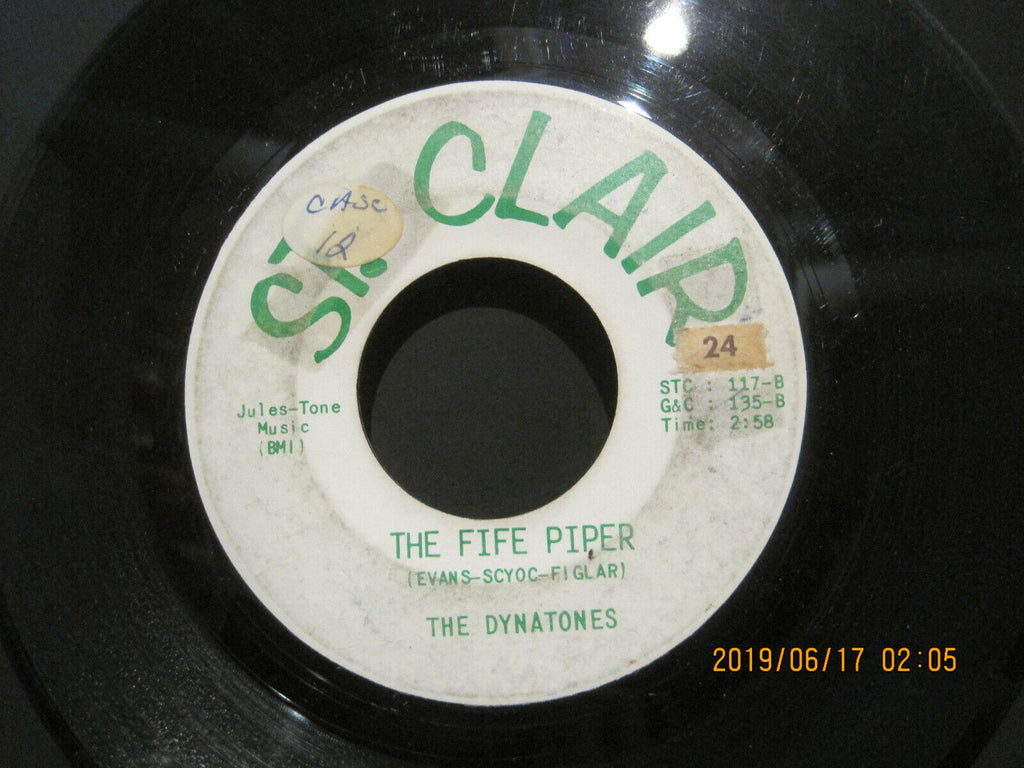 ST. CLAIR
CASE
12
24
STC : 117-B
G&C : 135-B
Time: 2:58
Jules-Tone
Music
(BMI)
THE FIFE PIPER
(EVANS-SCYOC-FIGLAR)
THE DYNATONES
2019/06/17 02:05